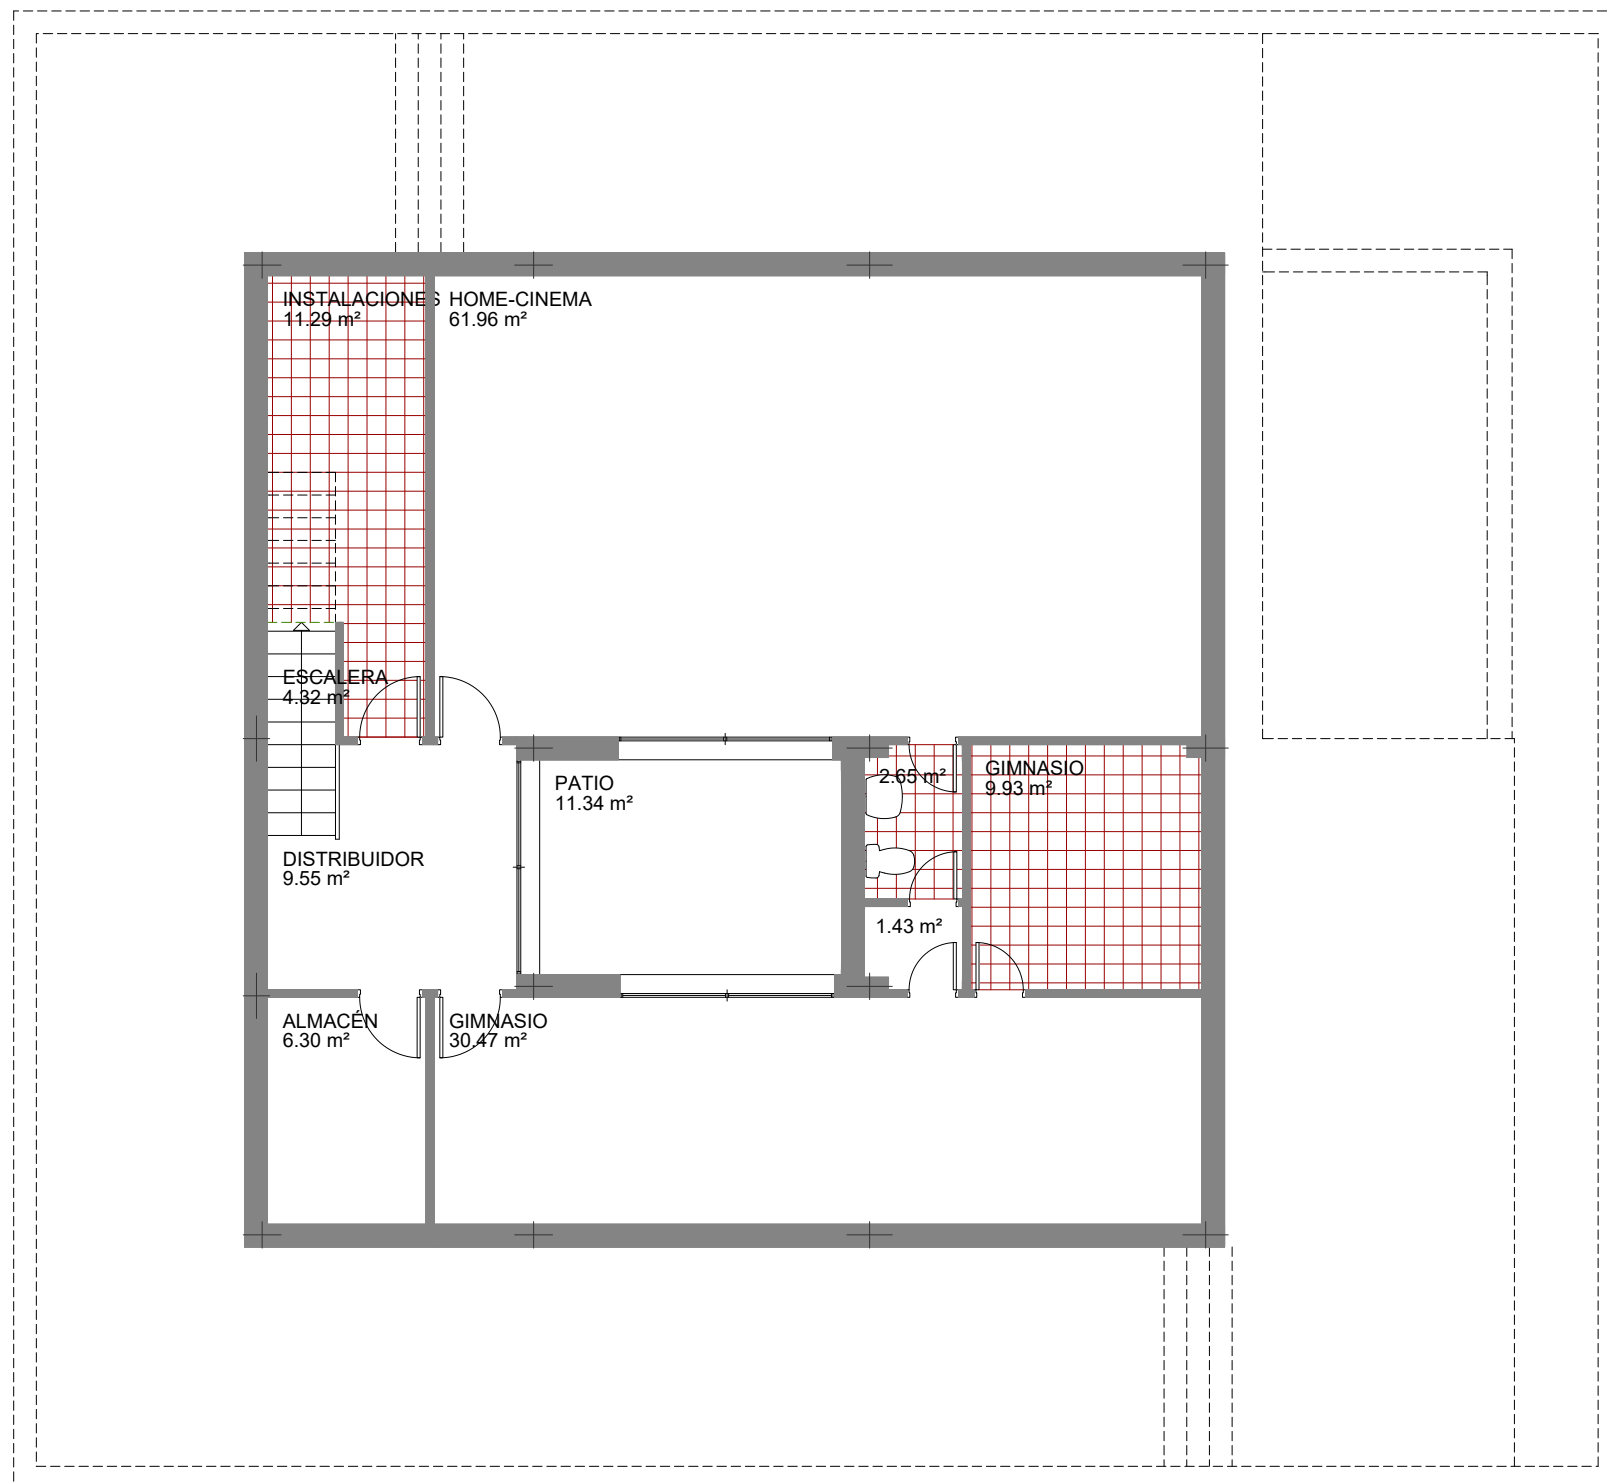 INSTALACIONES
11.29 m²
HOME-CINEMA
61.96 m²
ESCALERA
4.32 m²
PATIO
11.34 m²
2.65 m²
GIMNASIO
9.93 m²
DISTRIBUIDOR
9.55 m²
1.43 m²
ALMACÉN
6.30 m²
GIMNASIO
30.47 m²